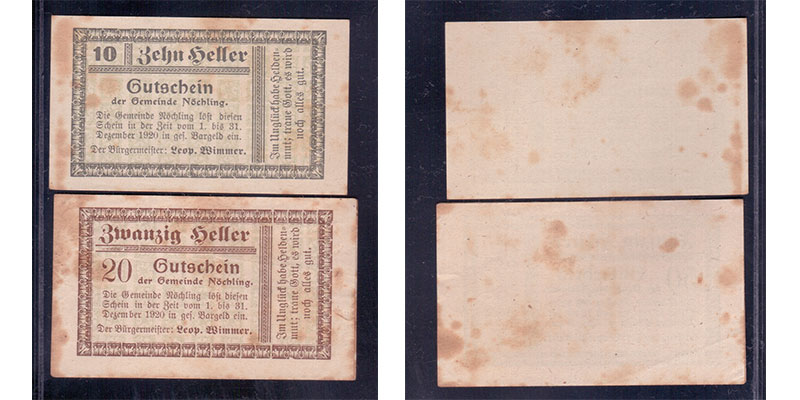 10 Zehn Heller
Gutschein
der Gemeinde Nöchling.
Die Gemeinde Nöchling löst diesen
Schein in der Zeit vom 1. bis 31.
Dezember 1920 in ges. Bargeld ein.
Der Bürgermeister: Leop. Wimmer.
Im Unglück habe Helden-
mut; traue Gott, es wird
noch alles gut.
Zwanzig Heller
20 Gutschein
der Gemeinde Nöchling.
Die Gemeinde Nöchling löst diesen
Schein in der Zeit vom 1. bis 31.
Dezember 1920 in ges. Bargeld ein.
Der Bürgermeister: Leop. Wimmer.
Im Unglück habe Helden-
mut; traue Gott, es wird
noch alles gut.